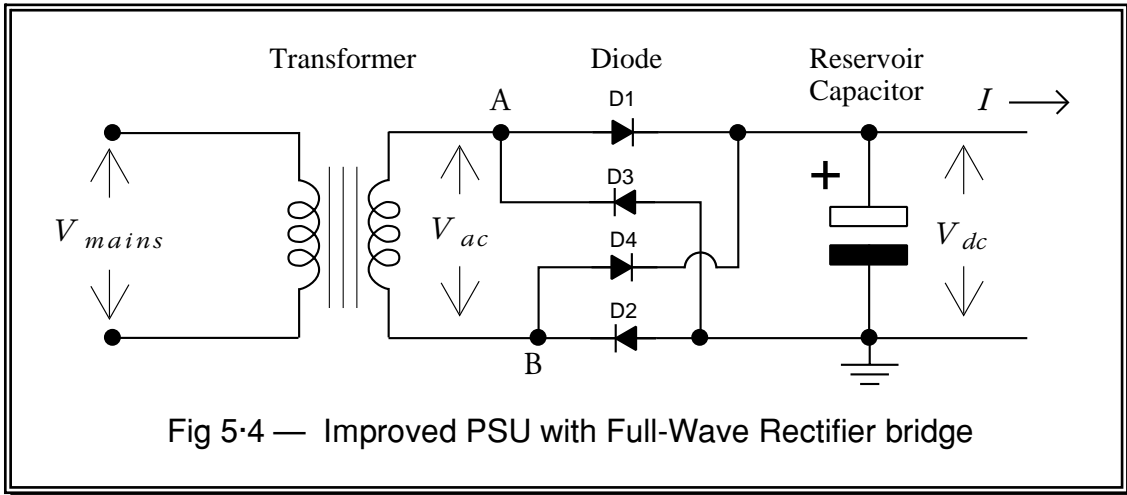 Transformer
Diode
Reservoir
Capacitor
I
A
D1
D3
D4
D2
B
+
V mains
V ac
V dc
Fig 5·4 — Improved PSU with Full-Wave Rectifier bridge